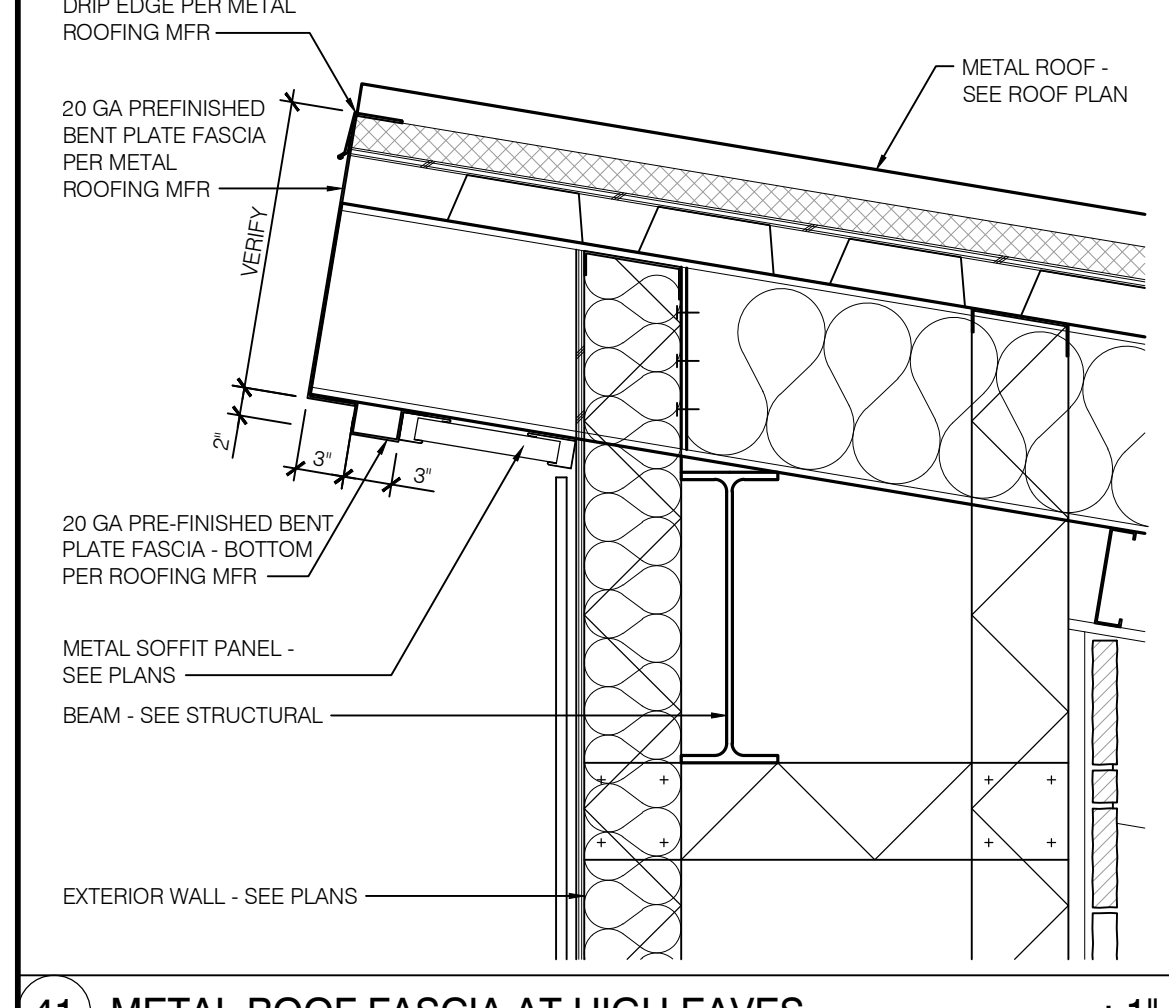 DRIP EDGE PER METAL
ROOFING MFR
20 GA PREFINISHED
BENT PLATE FASCIA
PER METAL
ROOFING MFR
METAL ROOF -
SEE ROOF PLAN
VERIFY
2"
3"
3"
20 GA PRE-FINISHED BENT
PLATE FASCIA - BOTTOM
PER ROOFING MFR
METAL SOFFIT PANEL -
SEE PLANS
BEAM - SEE STRUCTURAL
EXTERIOR WALL - SEE PLANS
41 METAL ROOF FASCIA AT HIGH EAVES
1"